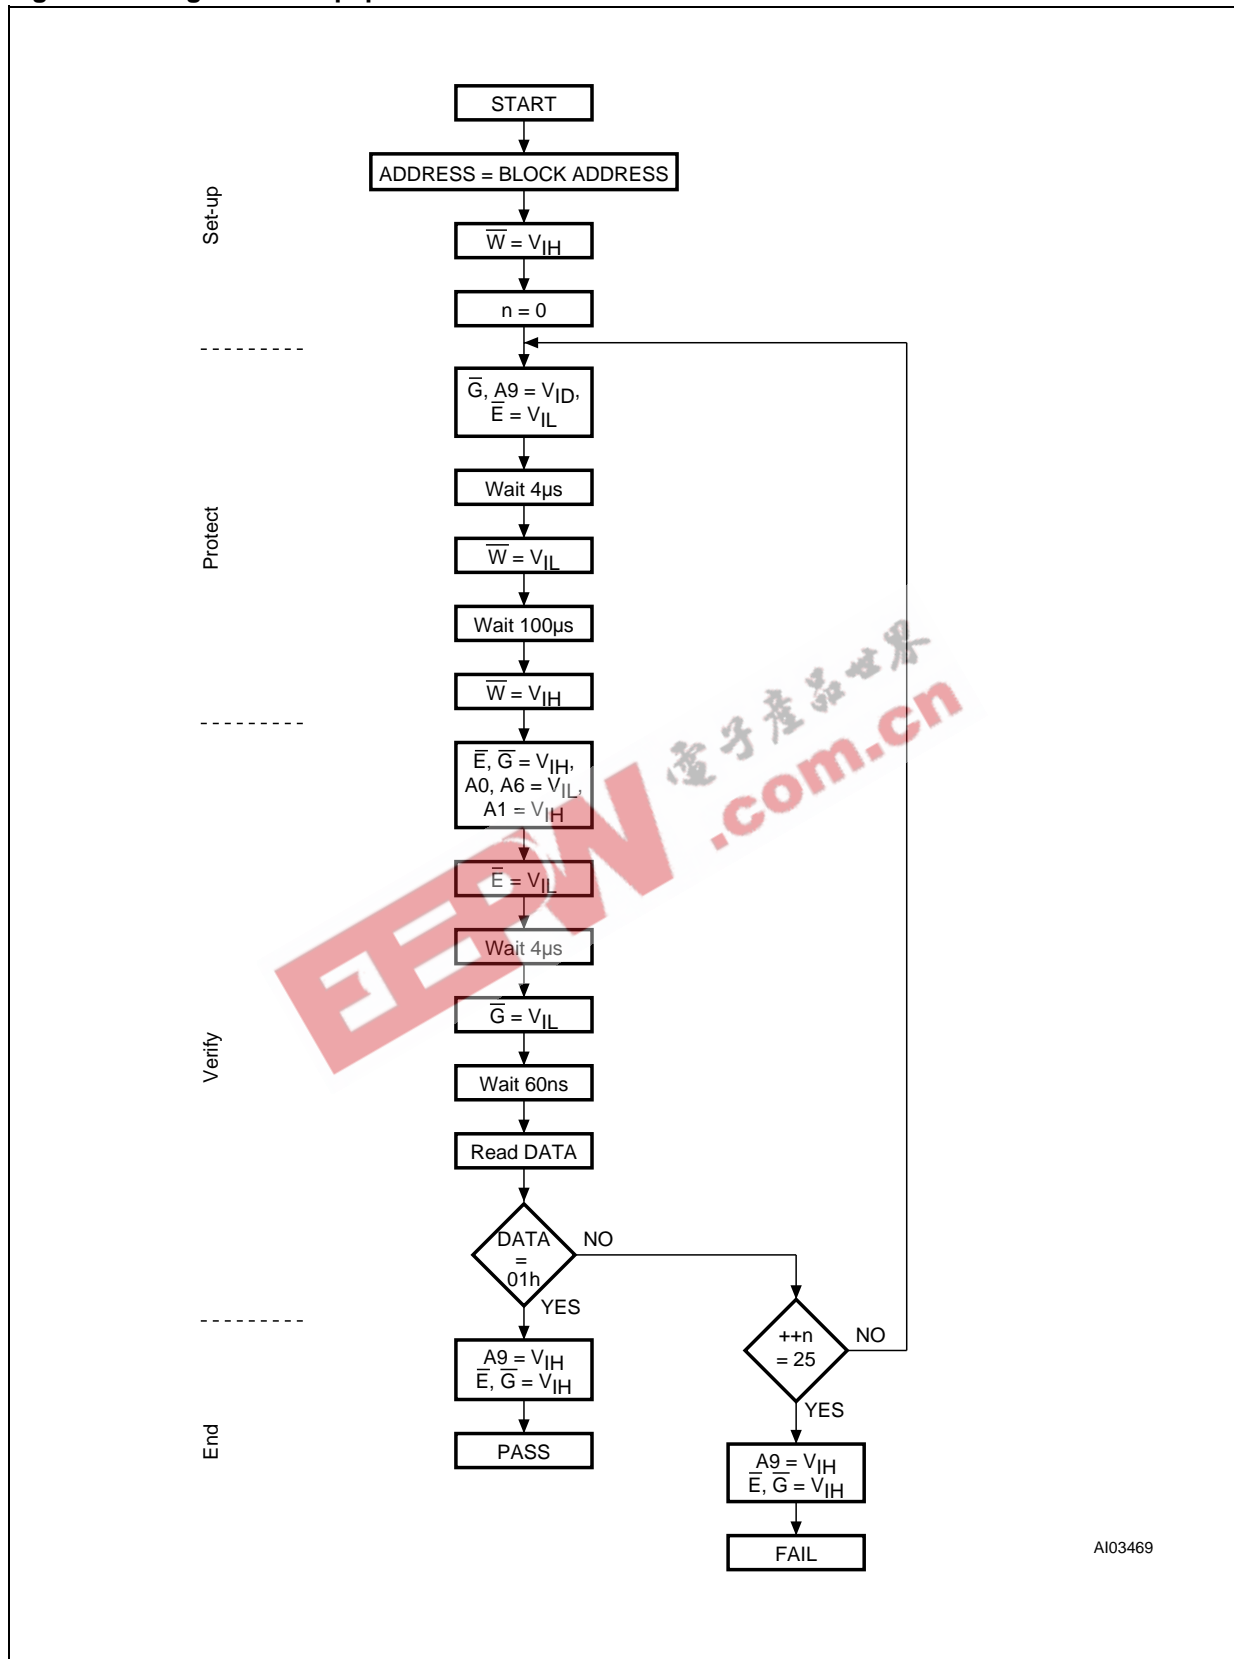 START
ADDRESS = BLOCK ADDRESS
Set-up
W̅ = VIH
n = 0
G̅, A9 = VID,
E̅ = VIL
Wait 4µs
Protect
W̅ = VIL
Wait 100µs
W̅ = VIH
E̅, G̅ = VIH,
A0, A6 = VIL,
A1 = VIH
電子產品世界
.com.cn
EEPW
E̅ = VIL
Wait 4µs
G̅ = VIL
Verify
Wait 60ns
Read DATA
DATA
=
01h
NO
YES
++n
= 25
NO
YES
A9 = VIH
E̅, G̅ = VIH
End
PASS
A9 = VIH
E̅, G̅ = VIH
FAIL
AI03469